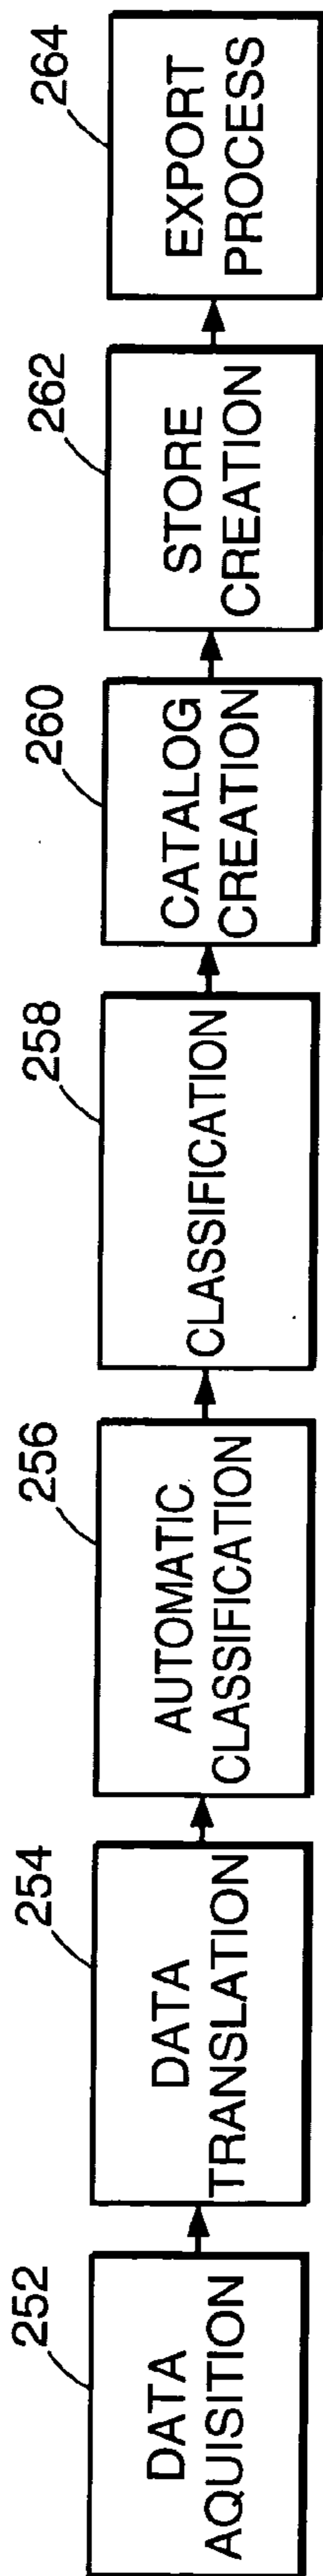 252
DATA
AQUISITION
254
DATA
TRANSLATION
256
AUTOMATIC
CLASSIFICATION
258
CLASSIFICATION
260
CATALOG
CREATION
262
STORE
CREATION
264
EXPORT
PROCESS